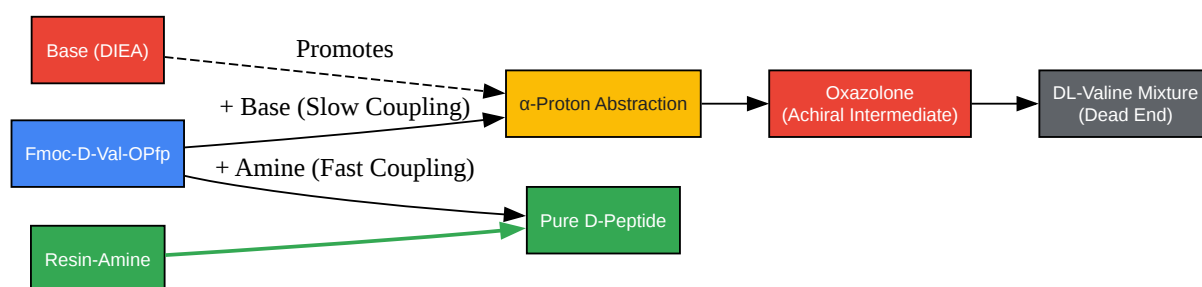 Base (DIEA)
Promotes
+ Base (Slow Coupling)
α-Proton Abstraction
Oxazolone
(Achiral Intermediate)
DL-Valine Mixture
(Dead End)
Fmoc-D-Val-OPfp
+ Amine (Fast Coupling)
Pure D-Peptide
Resin-Amine